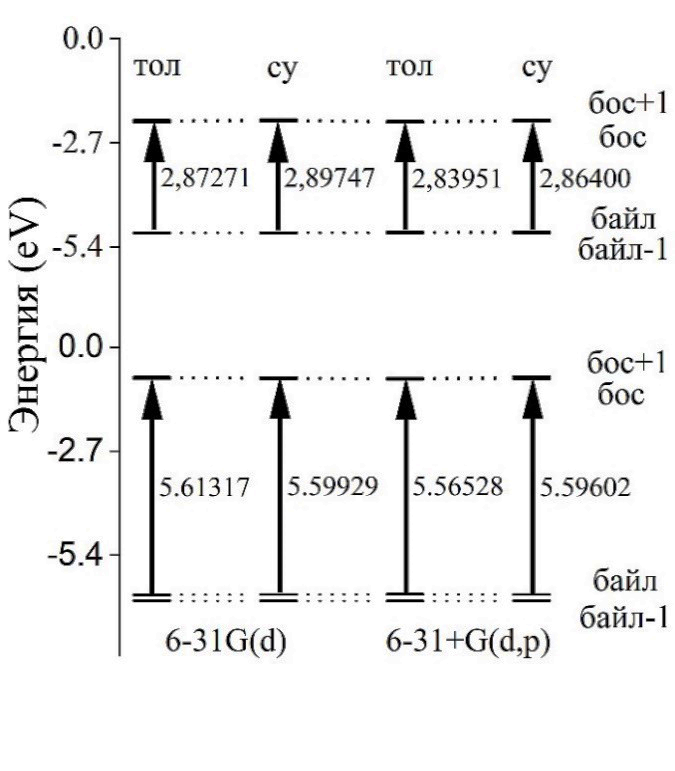 0.0
тол су тол су
бос+1
бос
-2.7
2,87271 2,89747 2,83951 2,86400
байл
-5.4
байл-1
Энергия (eV)
0.0
бос+1
бос
-2.7
5.61317 5.59929 5.56528 5.59602
-5.4
байл
байл-1
6-31G(d) 6-31+G(d,p)